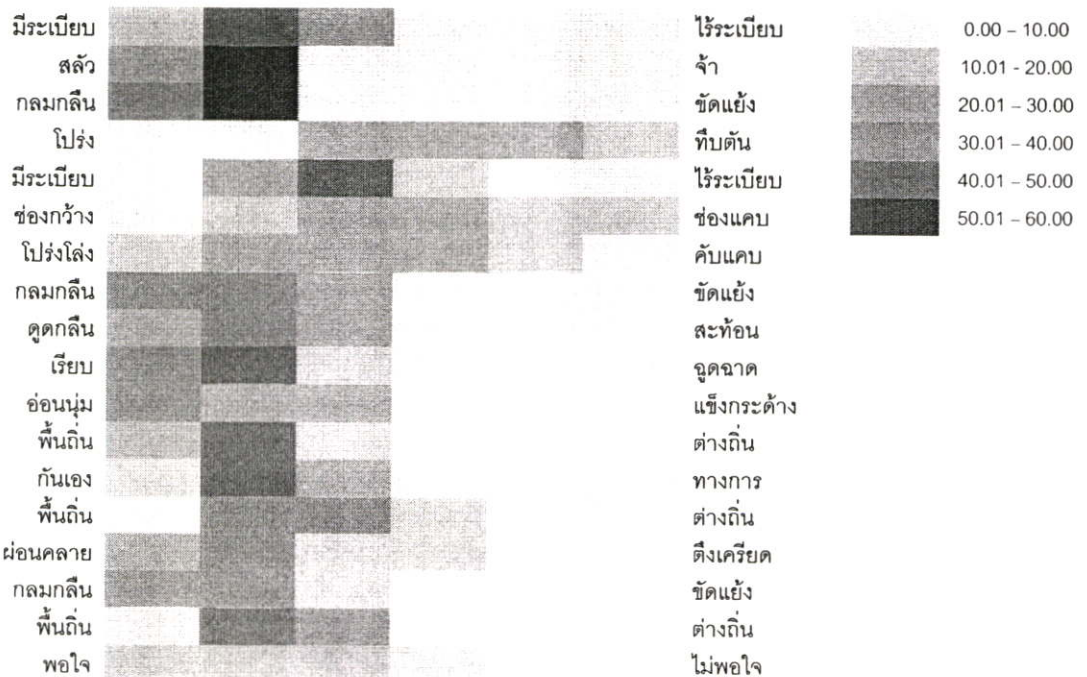 มีระเบียบ ไร้ระเบียบ 0.00 – 10.00
สลัว จ้า 10.01 - 20.00
กลมกลืน ขัดแย้ง 20.01 – 30.00
โปร่ง ทึบตัน 30.01 – 40.00
มีระเบียบ ไร้ระเบียบ 40.01 – 50.00
ช่องกว้าง ช่องแคบ 50.01 – 60.00
โปร่งโล่ง คับแคบ
กลมกลืน ขัดแย้ง
ดูดกลืน สะท้อน
เรียบ ฉูดฉาด
อ่อนนุ่ม แข็งกระด้าง
พื้นถิ่น ต่างถิ่น
กันเอง ทางการ
พื้นถิ่น ต่างถิ่น
ผ่อนคลาย ตึงเครียด
กลมกลืน ขัดแย้ง
พื้นถิ่น ต่างถิ่น
พอใจ ไม่พอใจ